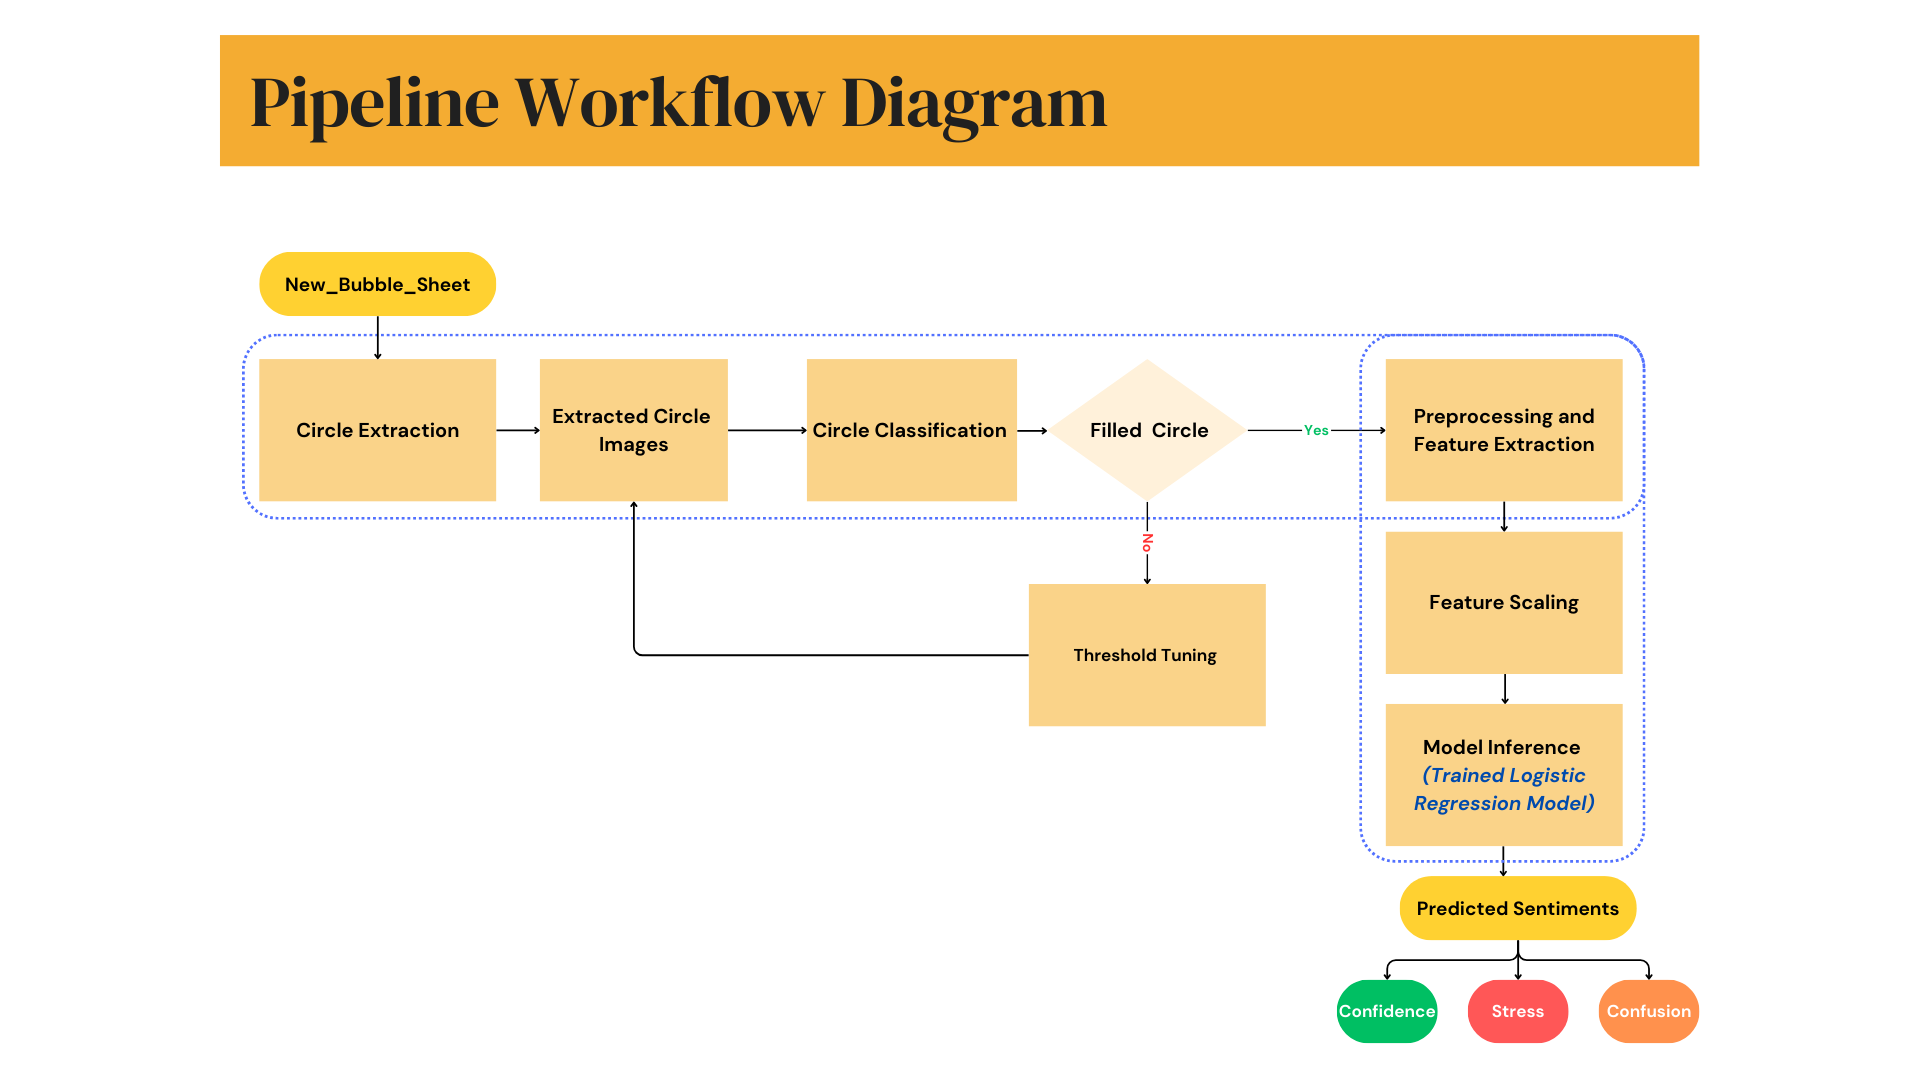 Pipeline Workflow Diagram
New_Bubble_Sheet
Circle Extraction
Extracted Circle
Images
Circle Classification
Filled Circle
Yes
Preprocessing and
Feature Extraction
No
Threshold Tuning
Feature Scaling
Model Inference
(Trained Logistic
Regression Model)
Predicted Sentiments
Confidence
Stress
Confusion